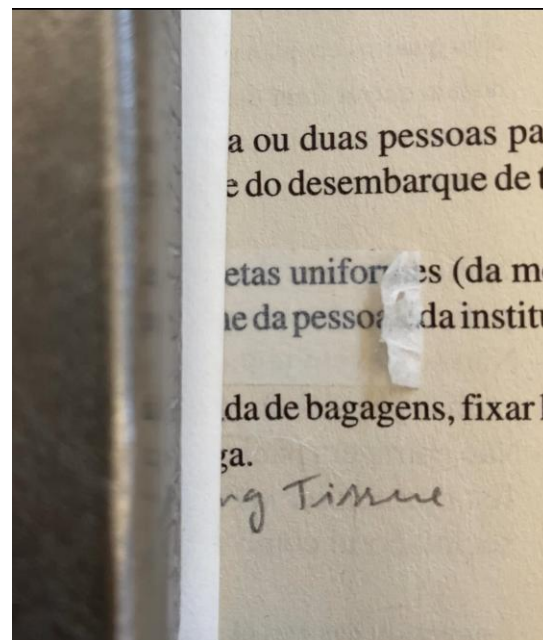 a ou duas pessoas pa
e do desembarque de t
etas unifor es (da m
e da pessoa da institu
da de bagagens, fixar
ga.
ng Tissue